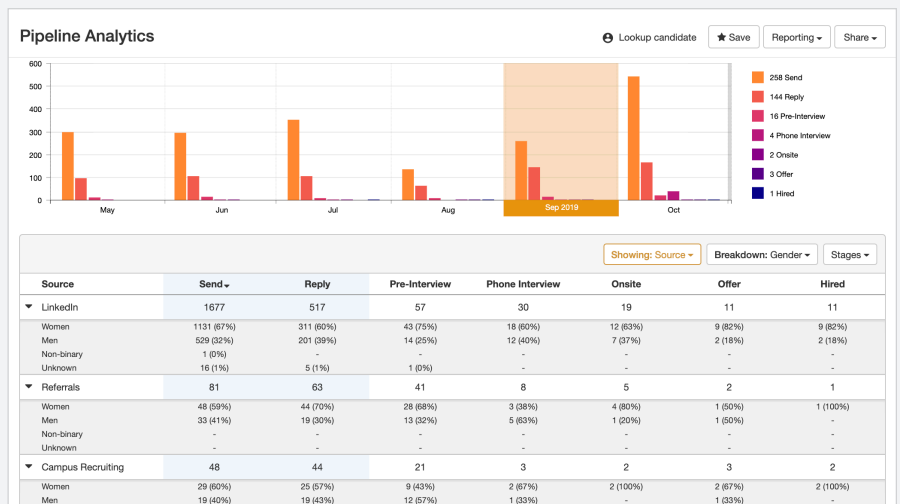 Pipeline Analytics
Lookup candidate
Save
Reporting
Share
600
500
400
300
200
100
0
May
Jun
Jul
Aug
Sep 2019
Oct
258 Send
144 Reply
16 Pre-Interview
4 Phone Interview
2 Onsite
3 Offer
1 Hired
Showing: Source
Breakdown: Gender
Stages
Source Send Reply Pre-Interview Phone Interview Onsite Offer Hired
LinkedIn 1677 517 57 30 19 11 11
Women 1131 (67%) 311 (60%) 43 (75%) 18 (60%) 12 (63%) 9 (82%) 9 (82%)
Men 529 (32%) 201 (39%) 14 (25%) 12 (40%) 7 (37%) 2 (18%) 2 (18%)
Non-binary 1 (0%) - - - - - -
Unknown 16 (1%) 5 (1%) 1 (0%) - - - -
Referrals 81 63 41 8 5 2 1
Women 48 (59%) 44 (70%) 28 (68%) 3 (38%) 4 (80%) 1 (50%) 1 (100%)
Men 33 (41%) 19 (30%) 13 (32%) 5 (63%) 1 (20%) 1 (50%) -
Non-binary - - - - - - -
Unknown - - - - - - -
Campus Recruiting 48 44 21 3 2 3 2
Women 29 (60%) 25 (57%) 9 (43%) 2 (67%) 2 (100%) 2 (67%) 2 (100%)
Men 19 (40%) 19 (43%) 12 (57%) 1 (33%) - 1 (33%) -